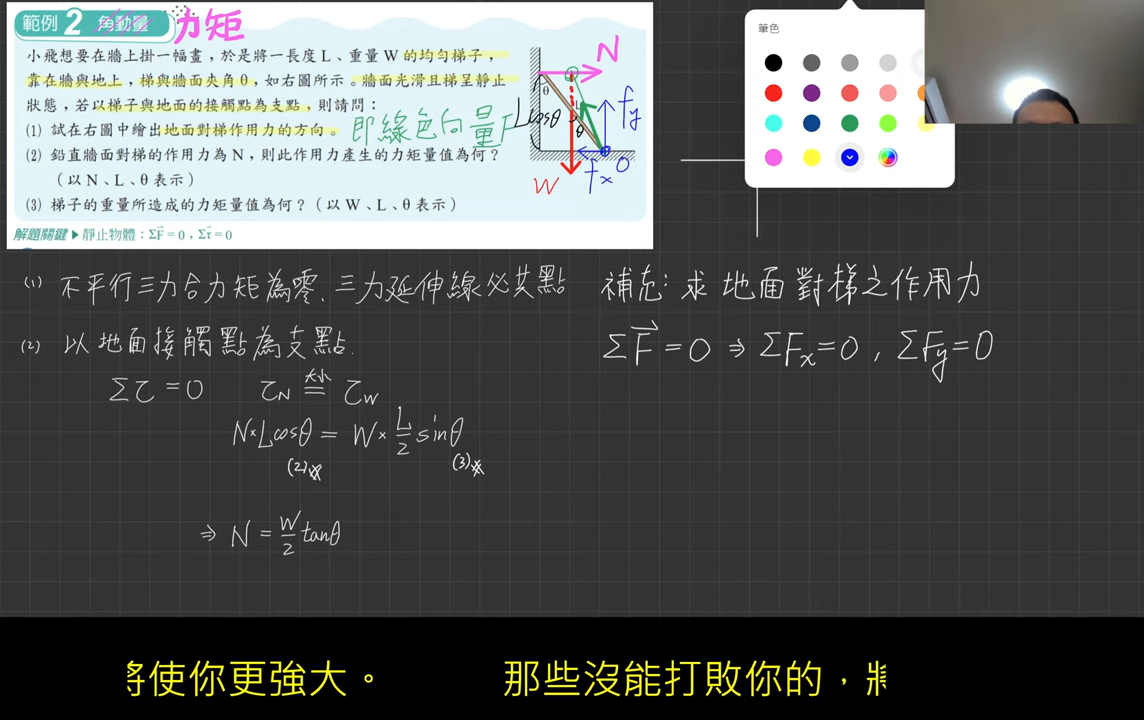 範例 2 角動量 力矩
小飛想要在牆上掛一幅畫，於是將一長度 L、重量 W 的均勻梯子，
靠在牆與地上，梯與牆面夾角 θ，如右圖所示。牆面光滑且梯呈靜止
狀態，若以梯子與地面的接觸點為支點，則請問：
(1) 試在右圖中繪出地面對梯作用力的方向。 即綠色向量F
(2) 鉛直牆面對梯的作用力為 N，則此作用力產生的力矩量值為何？
（以 N、L、θ 表示）
(3) 梯子的重量所造成的力矩量值為何？（以 W、L、θ 表示）
解題關鍵▶靜止物體：ΣF⃗ = 0，Στ⃗ = 0
N
θ
L
fy
Lcosθ
θ
O
fx
W
(1) 不平行三力合力矩為零、三力延伸線必共點
(2) 以地面接觸點為支點.
Στ = 0 τN 大小= τW
N×Lcosθ = W×L/2 sinθ
(2)※ (3)※
⇒ N = W/2 tanθ
補充: 求地面對梯之作用力
ΣF⃗ = 0 ⇒ ΣFx = 0 , ΣFy = 0
筆色
將使你更強大。 那些沒能打敗你的，將